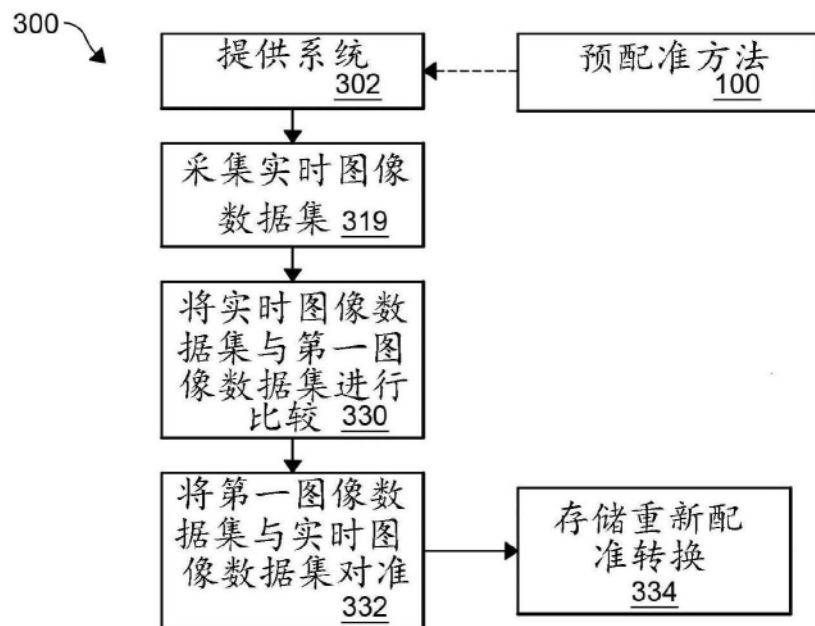 300
提供系统
302
预配准方法
100
采集实时图像
数据集 319
将实时图像数
据集与第一图
像数据集进行
比较 330
将第一图像数
据集与实时图
像数据集对准
332
存储重新配
准转换
334